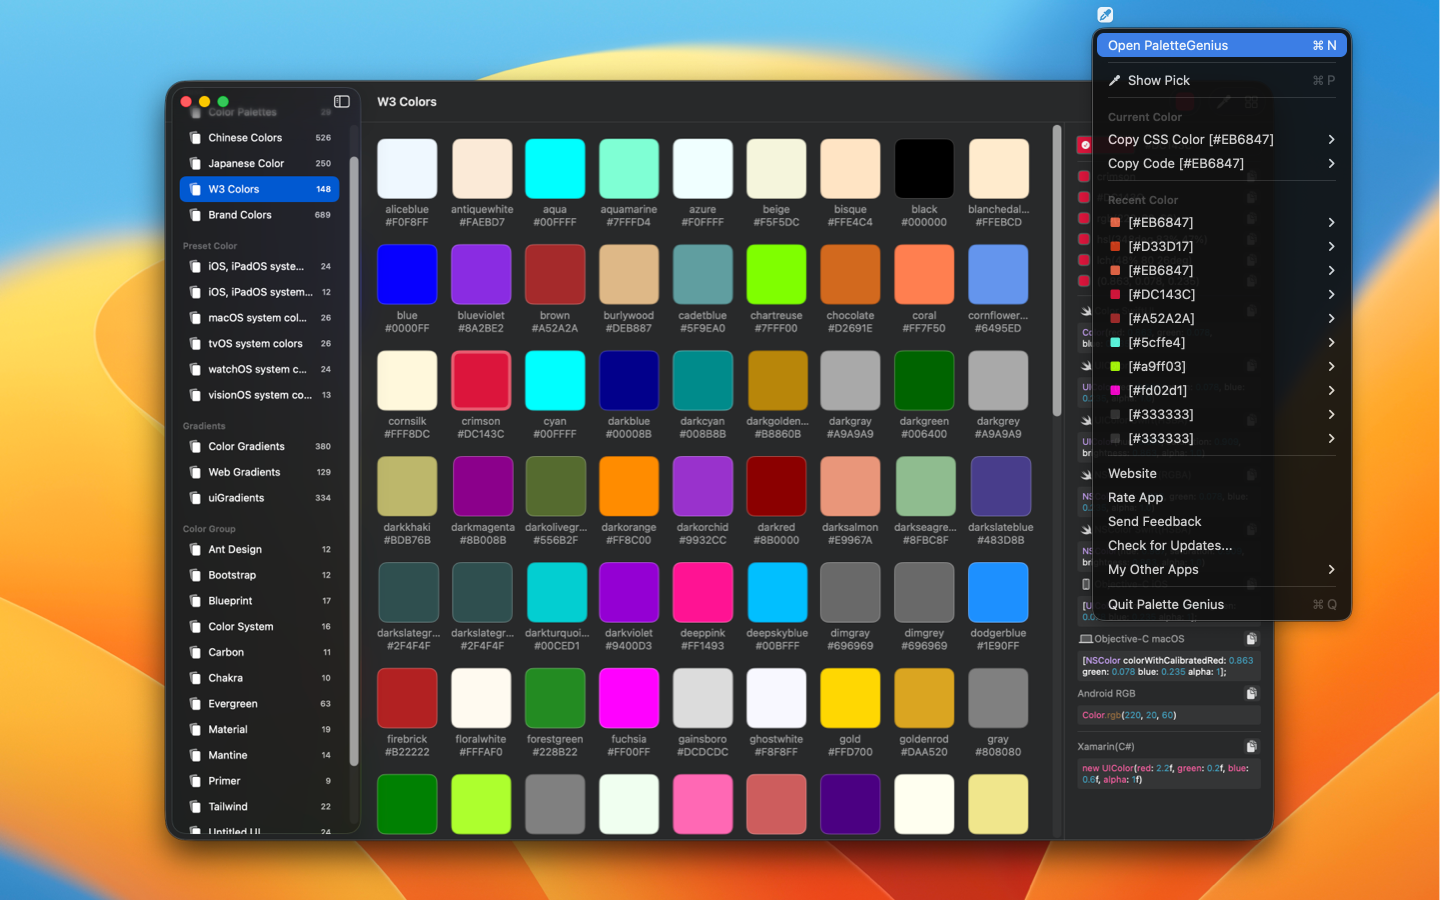 Open PaletteGenius ⌘ N
Show Pick ⌘ P
Current Color
Copy CSS Color [#EB6847]
Copy Code [#EB6847]
Recent Color
[#EB6847]
[#D33D17]
[#EB6847]
[#DC143C]
[#A52A2A]
[#5cffe4]
[#a9ff03]
[#fd02d1]
[#333333]
[#333333]
Website
Rate App
Send Feedback
Check for Updates...
My Other Apps
Quit Palette Genius ⌘ Q
Color Palettes 29
Chinese Colors 526
Japanese Color 250
W3 Colors 148
Brand Colors 689
Preset Color
iOS, iPadOS syste... 24
iOS, iPadOS system... 12
macOS system col... 26
tvOS system colors 26
watchOS system c... 24
visionOS system co... 13
Gradients
Color Gradients 380
Web Gradients 129
uiGradients 334
Color Group
Ant Design 12
Bootstrap 12
Blueprint 17
Color System 16
Carbon 11
Chakra 10
Evergreen 63
Material 19
Mantine 14
Primer 9
Tailwind 22
Untitled UI 24
W3 Colors
aliceblue antiquewhite aqua aquamarine azure beige bisque black blanchedal...
#F0F8FF #FAEBD7 #00FFFF #7FFFD4 #F0FFFF #F5F5DC #FFE4C4 #000000 #FFEBCD
blue blueviolet brown burlywood cadetblue chartreuse chocolate coral cornflower...
#0000FF #8A2BE2 #A52A2A #DEB887 #5F9EA0 #7FFF00 #D2691E #FF7F50 #6495ED
cornsilk crimson cyan darkblue darkcyan darkgolden... darkgray darkgreen darkgrey
#FFF8DC #DC143C #00FFFF #00008B #008B8B #B8860B #A9A9A9 #006400 #A9A9A9
darkkhaki darkmagenta darkolivegr... darkorange darkorchid darkred darksalmon darkseagre... darkslateblue
#BDB76B #8B008B #556B2F #FF8C00 #9932CC #8B0000 #E9967A #8FBC8F #483D8B
darkslategr... darkslategr... darkturquoi... darkviolet deeppink deepskyblue dimgray dimgrey dodgerblue
#2F4F4F #2F4F4F #00CED1 #9400D3 #FF1493 #00BFFF #696969 #696969 #1E90FF
firebrick floralwhite forestgreen fuchsia gainsboro ghostwhite gold goldenrod gray
#B22222 #FFFAF0 #228B22 #FF00FF #DCDCDC #F8F8FF #FFD700 #DAA520 #808080
Objective-C macOS
[NSColor colorWithCalibratedRed: 0.863
green: 0.078 blue: 0.235 alpha: 1];
Android RGB
Color.rgb(220, 20, 60)
Xamarin(C#)
new UIColor(red: 2.2f, green: 0.2f, blue:
0.6f, alpha: 1f)